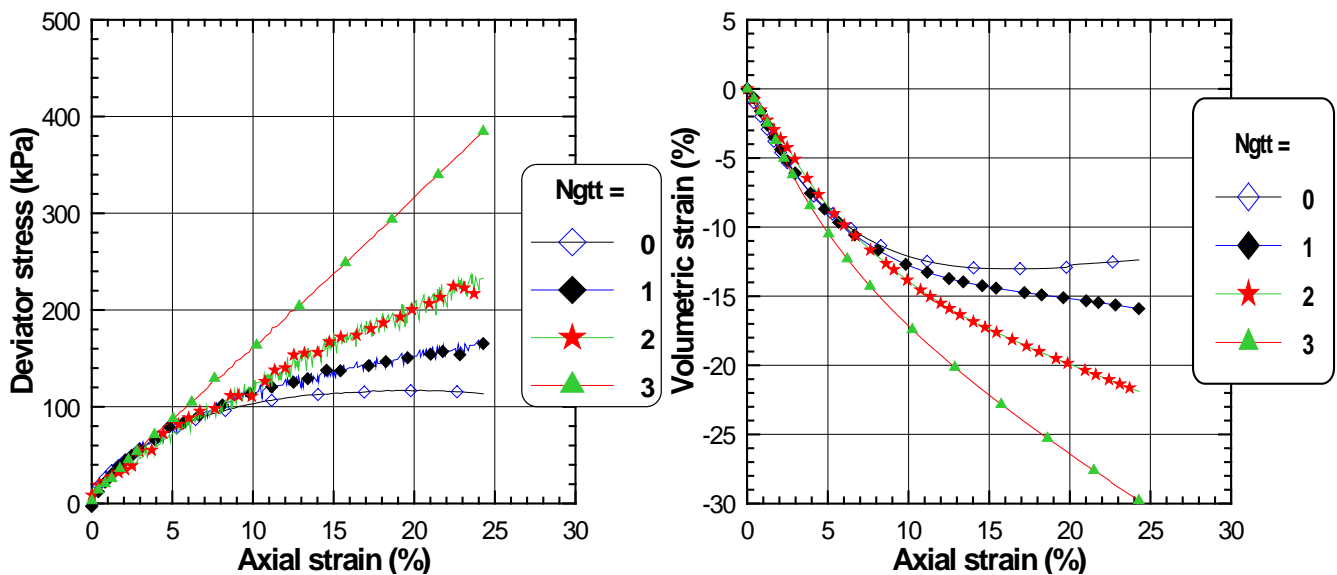 500
400
300
200
100
0
Deviator stress (kPa)
0 5 10 15 20 25 30
Axial strain (%)
Ngtt =
0
1
2
3
5
0
-5
-10
-15
-20
-25
-30
Volumetric strain (%)
0 5 10 15 20 25 30
Axial strain (%)
Ngtt =
0
1
2
3